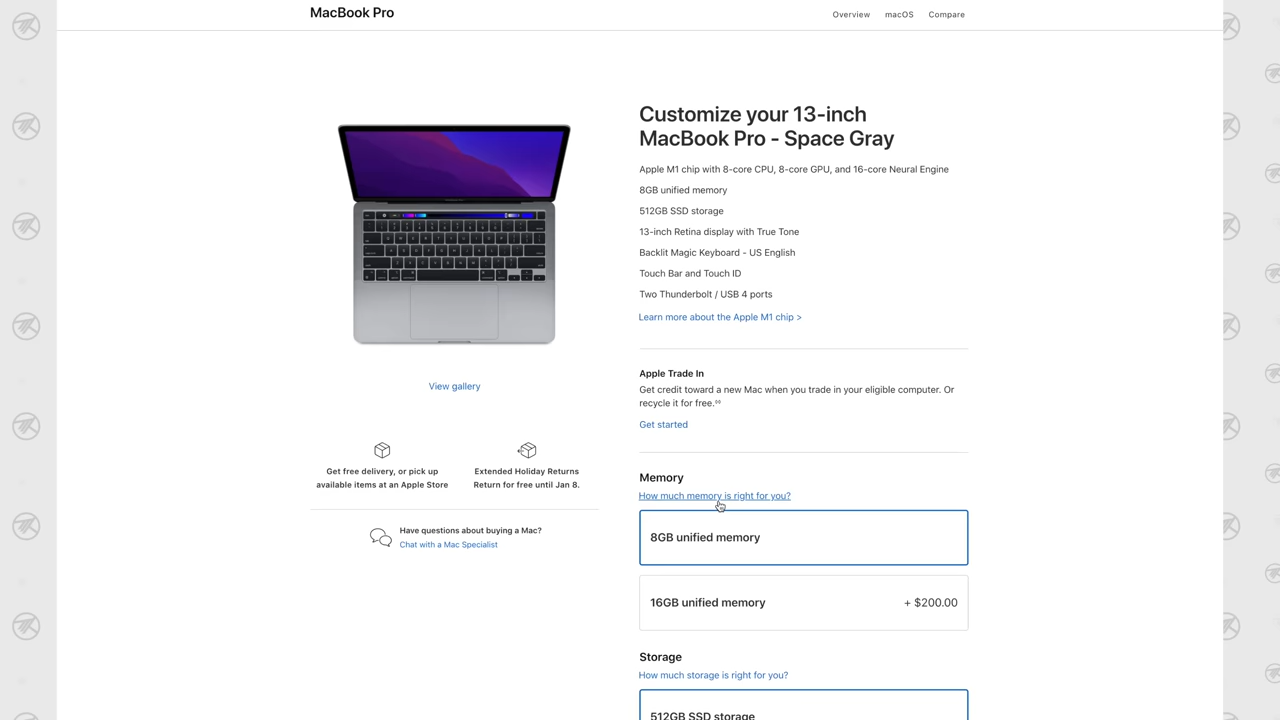 MacBook Pro
Overview
macOS
Compare
Customize your 13-inch
MacBook Pro - Space Gray
Apple M1 chip with 8-core CPU, 8-core GPU, and 16-core Neural Engine
8GB unified memory
512GB SSD storage
13-inch Retina display with True Tone
Backlit Magic Keyboard - US English
Touch Bar and Touch ID
Two Thunderbolt / USB 4 ports
Learn more about the Apple M1 chip >
View gallery
Get free delivery, or pick up
available items at an Apple Store
Extended Holiday Returns
Return for free until Jan 8.
Have questions about buying a Mac?
Chat with a Mac Specialist
Apple Trade In
Get credit toward a new Mac when you trade in your eligible computer. Or
recycle it for free.◊◊
Get started
Memory
How much memory is right for you?
8GB unified memory
16GB unified memory + $200.00
Storage
How much storage is right for you?
512GB SSD storage